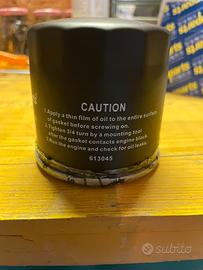 CAUTION
1.Apply a thin film of oil to the entire surface
of gasket before screwing on.
2.Tighten 3/4 turn by a mounting tool
after gasket contacts engine block.
3.Run the engine and check for oil leaks.
613045
subito